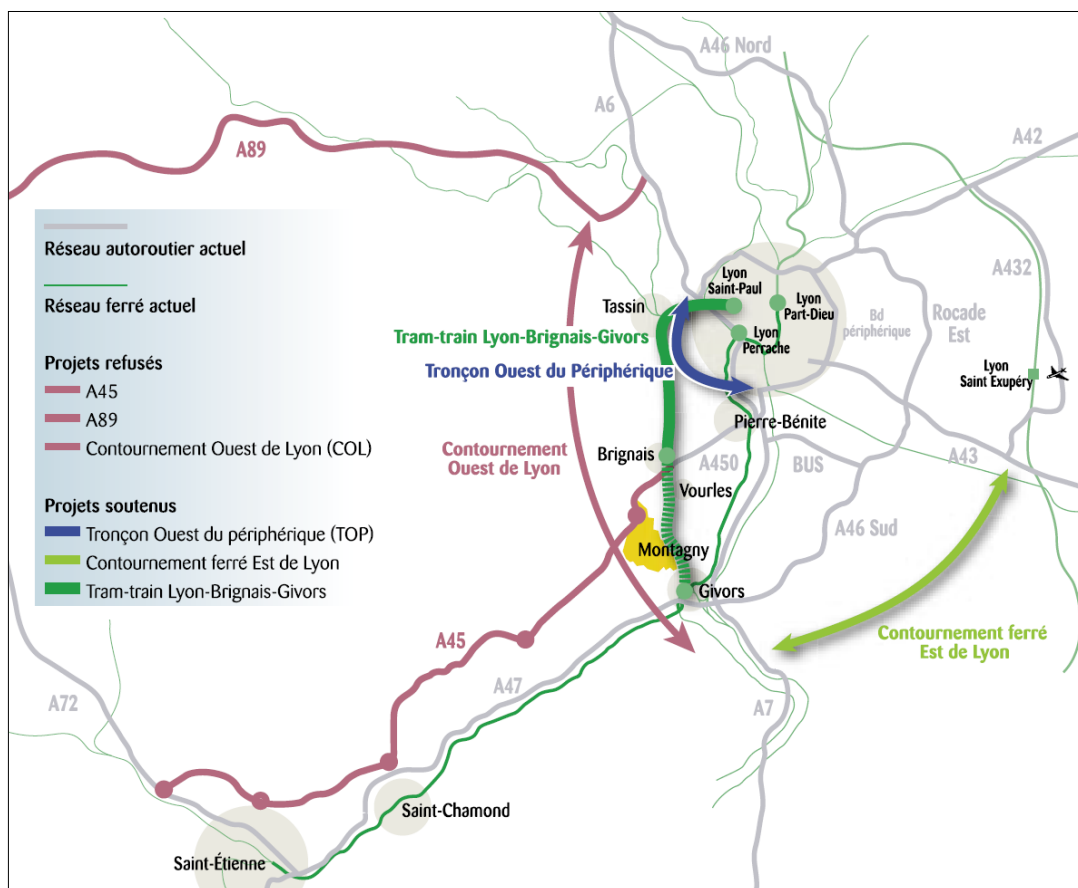 A46 Nord
A6
A89
A42
Réseau autoroutier actuel
Réseau ferré actuel
Projets refusés
A45
A89
Contournement Ouest de Lyon (COL)
Projets soutenus
Tronçon Ouest du périphérique (TOP)
Contournement ferré Est de Lyon
Tram-train Lyon-Brignais-Givors
A432
Lyon
Saint-Paul
Tassin
Lyon
Part-Dieu
Bd
périphérique
Rocade
Est
Tram-train Lyon-Brignais-Givors
Lyon
Perrache
Tronçon Ouest du Périphérique
Lyon
Saint Exupéry
Pierre-Bénite
Contournement
Ouest de Lyon
Brignais
A450
BUS
A43
Vourles
A46 Sud
Montagny
Givors
Contournement ferré
Est de Lyon
A45
A47
A72
A7
Saint-Chamond
Saint-Étienne